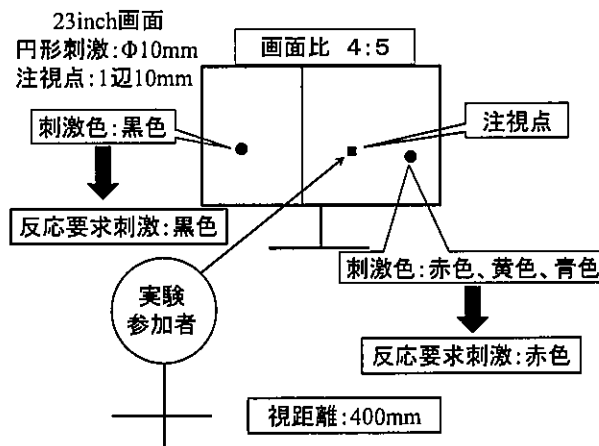 23inch画面
円形刺激:Φ10mm
注視点:1辺10mm
画面比 4:5
刺激色:黒色
注視点
反応要求刺激:黒色
刺激色:赤色、黄色、青色
実験
参加者
反応要求刺激:赤色
視距離:400mm